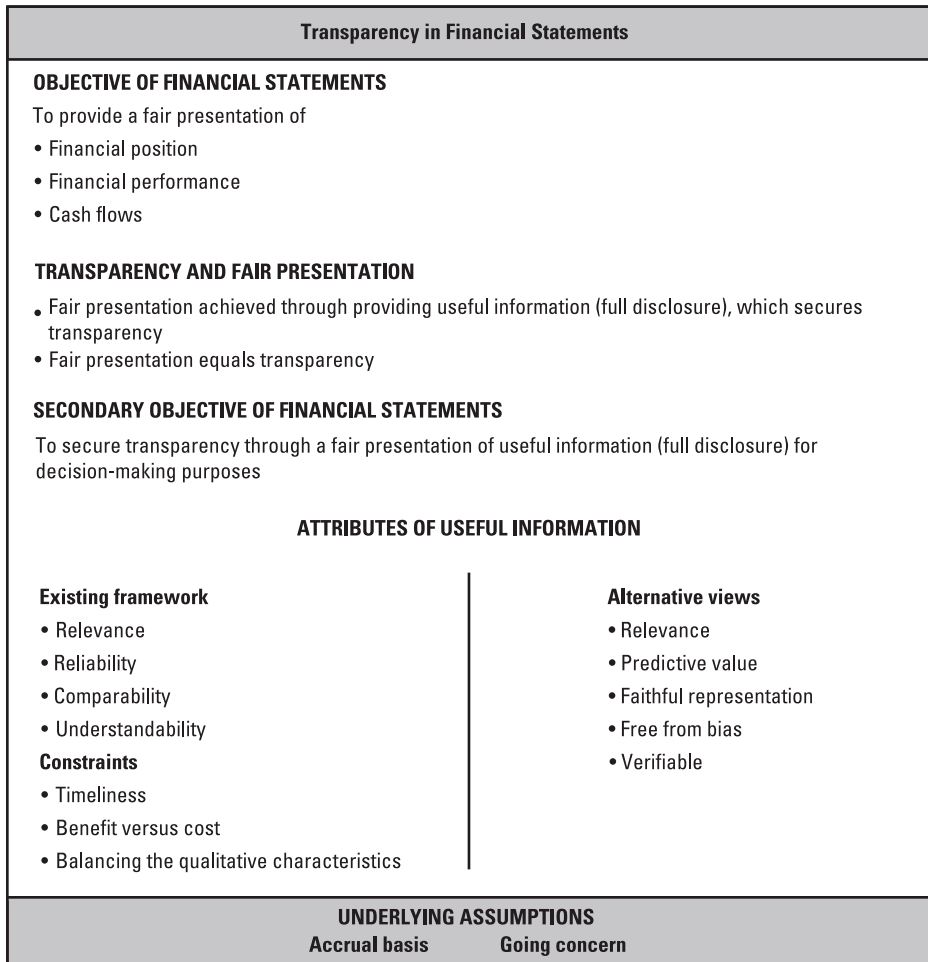 Transparency in Financial Statements
OBJECTIVE OF FINANCIAL STATEMENTS
To provide a fair presentation of
• Financial position
• Financial performance
• Cash flows
TRANSPARENCY AND FAIR PRESENTATION
• Fair presentation achieved through providing useful information (full disclosure), which secures
transparency
• Fair presentation equals transparency
SECONDARY OBJECTIVE OF FINANCIAL STATEMENTS
To secure transparency through a fair presentation of useful information (full disclosure) for
decision-making purposes
ATTRIBUTES OF USEFUL INFORMATION
Existing framework
• Relevance
• Reliability
• Comparability
• Understandability
Constraints
• Timeliness
• Benefit versus cost
• Balancing the qualitative characteristics
Alternative views
• Relevance
• Predictive value
• Faithful representation
• Free from bias
• Verifiable
UNDERLYING ASSUMPTIONS
Accrual basis Going concern